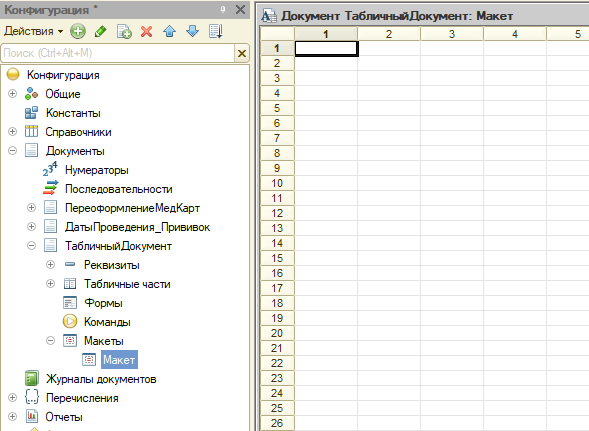 Конфигурация *
Действия
Поиск (Ctrl+Alt+M)
Конфигурация
Общие
Константы
Справочники
Документы
Нумераторы
Последовательности
ПереоформлениеМедКарт
ДатыПроведения_Прививок
ТабличныйДокумент
Реквизиты
Табличные части
Формы
Команды
Макеты
Макет
Журналы документов
Перечисления
Отчеты
Документ ТабличныйДокумент: Макет
1 2 3 4 5
1
2
3
4
5
6
7
8
9
10
11
12
13
14
15
16
17
18
19
20
21
22
23
24
25
26